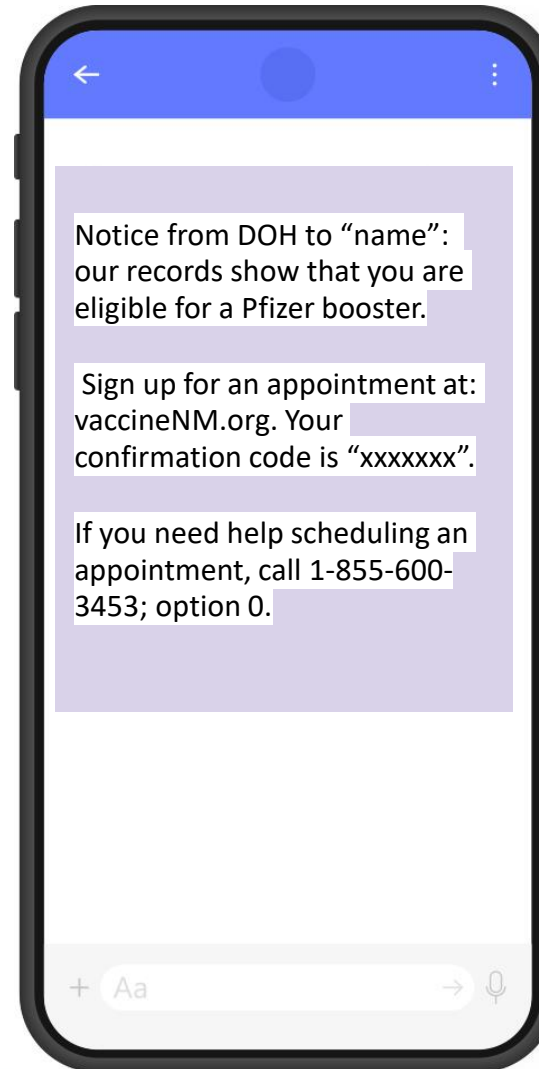 Notice from DOH to “name”:
our records show that you are
eligible for a Pfizer booster.
Sign up for an appointment at:
vaccineNM.org. Your
confirmation code is “xxxxxxx”.
If you need help scheduling an
appointment, call 1-855-600-
3453; option 0.
Aa